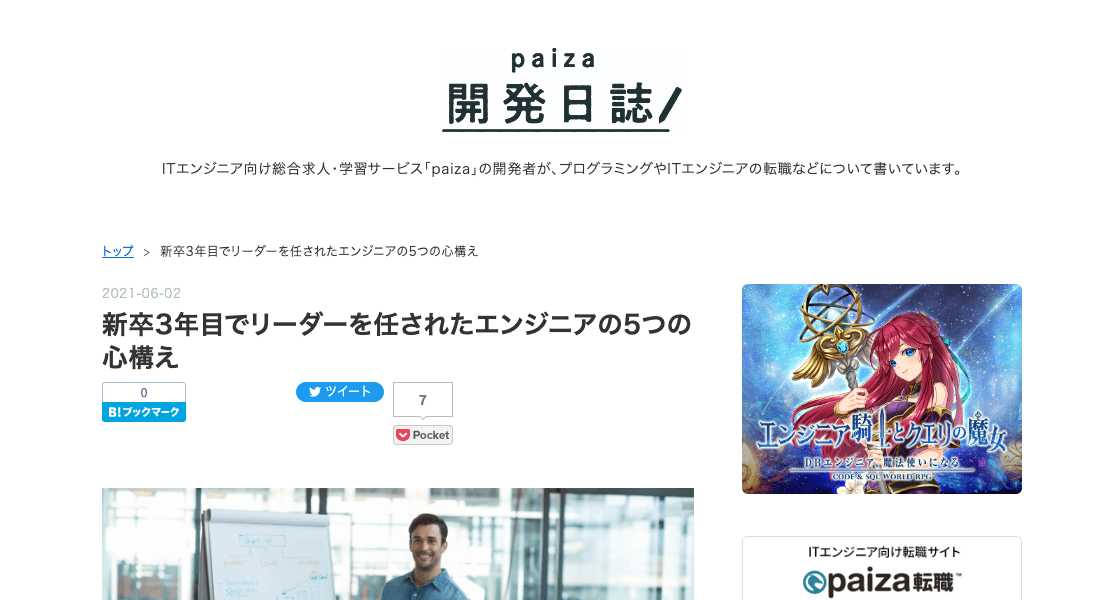 paiza
開発日誌
ITエンジニア向け総合求人・学習サービス「paiza」の開発者が、プログラミングやITエンジニアの転職などについて書いています。
トップ > 新卒3年目でリーダーを任されたエンジニアの5つの心構え
2021-06-02
新卒3年目でリーダーを任されたエンジニアの5つの
心構え
0
B!ブックマーク
ツイート
7
Pocket
エンジニア騎士とクエリの魔女
DBエンジニア、魔法使いになる
CODE & SQL WORLD RPG
ITエンジニア向け転職サイト
paiza転職™